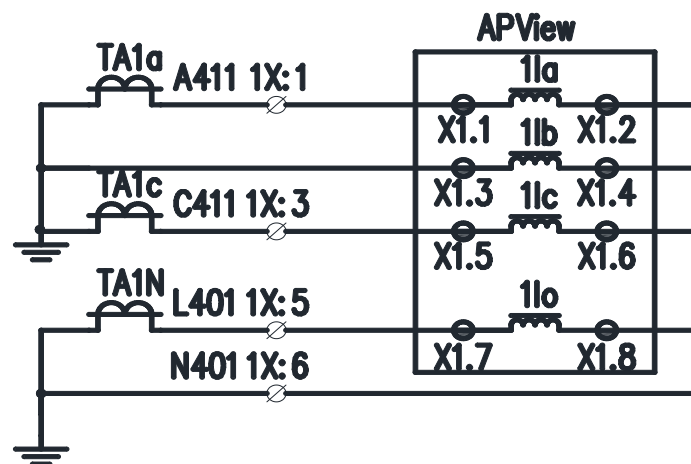 APView
TA1a
A411 1X:1
1Ia
X1.1
X1.2
1Ib
TA1c
C411 1X:3
X1.3
X1.4
1Ic
X1.5
X1.6
TA1N
L401 1X:5
1Io
N401 1X:6
X1.7
X1.8